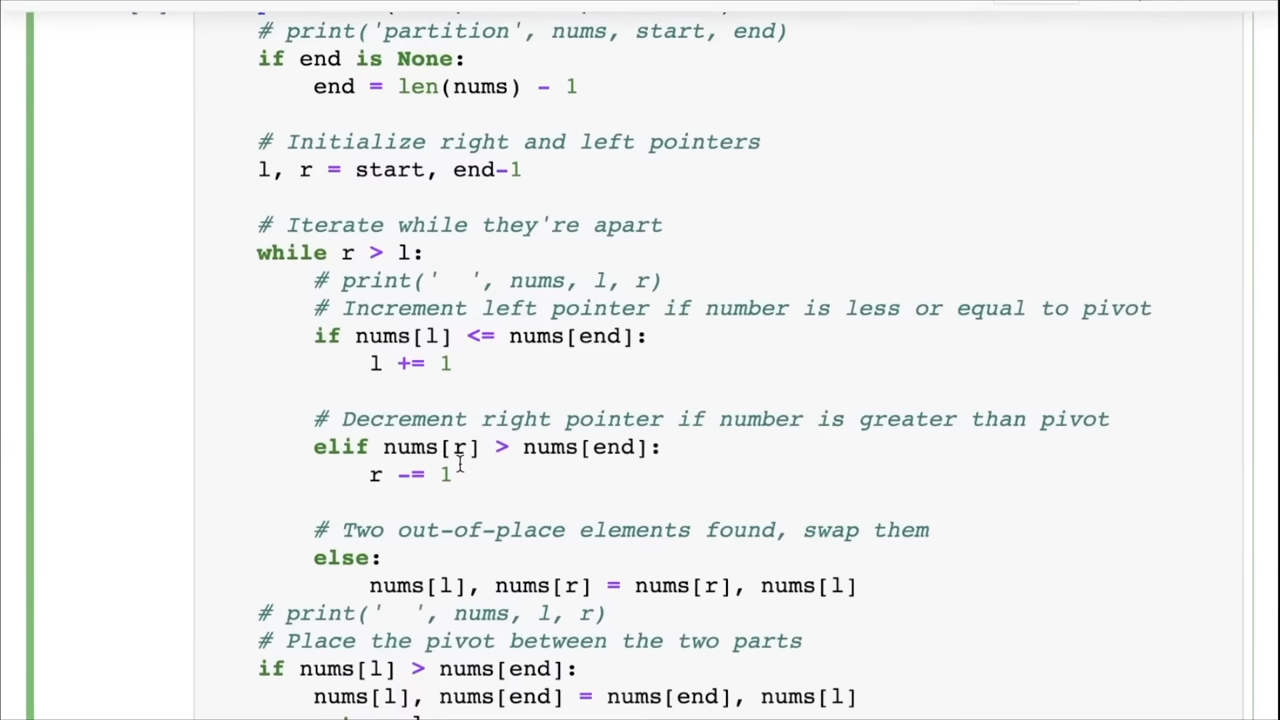 # print('partition', nums, start, end)
if end is None:
    end = len(nums) - 1
# Initialize right and left pointers
l, r = start, end-1
# Iterate while they're apart
while r > l:
    # print('  ', nums, l, r)
    # Increment left pointer if number is less or equal to pivot
    if nums[l] <= nums[end]:
        l += 1
    # Decrement right pointer if number is greater than pivot
    elif nums[r] > nums[end]:
        r -= 1
    # Two out-of-place elements found, swap them
    else:
        nums[l], nums[r] = nums[r], nums[l]
# print('  ', nums, l, r)
# Place the pivot between the two parts
if nums[l] > nums[end]:
    nums[l], nums[end] = nums[end], nums[l]